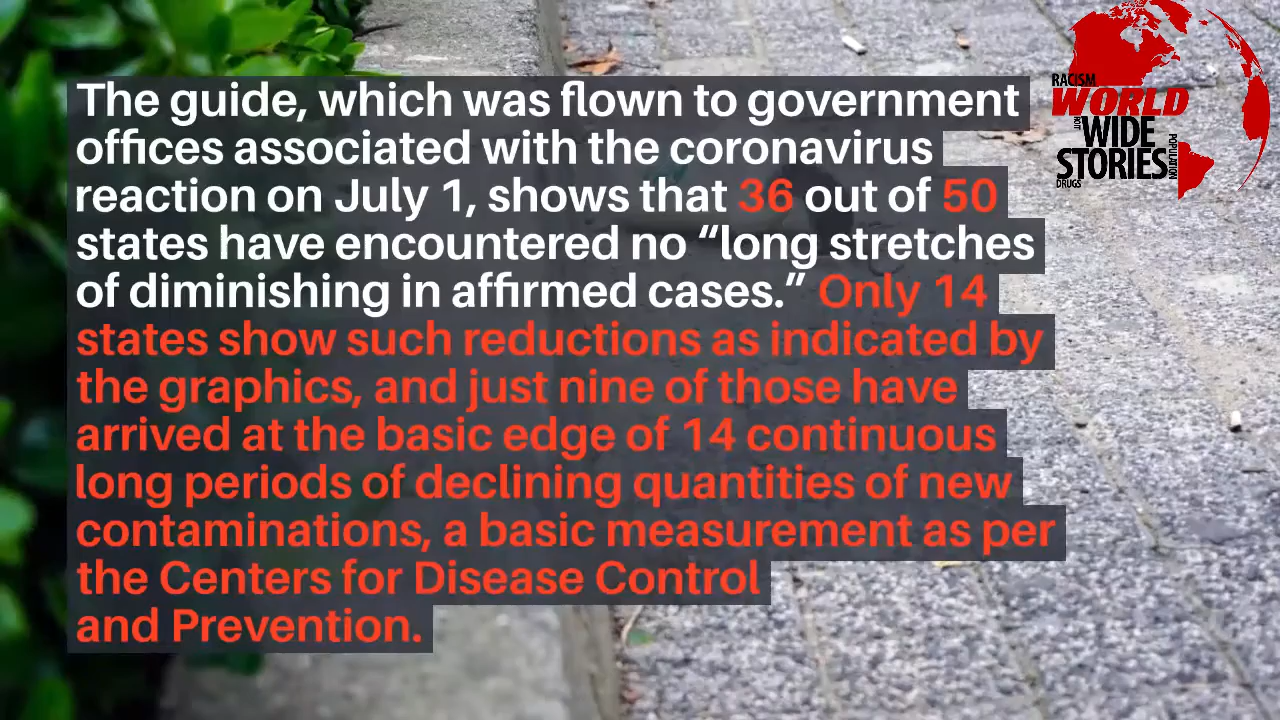 The guide, which was flown to government
offices associated with the coronavirus
reaction on July 1, shows that 36 out of 50
states have encountered no “long stretches
of diminishing in affirmed cases.” Only 14
states show such reductions as indicated by
the graphics, and just nine of those have
arrived at the basic edge of 14 continuous
long periods of declining quantities of new
contaminations, a basic measurement as per
the Centers for Disease Control
and Prevention.
RACISM
WORLD
WIDE
STORIES
POPULATION
DRUGS